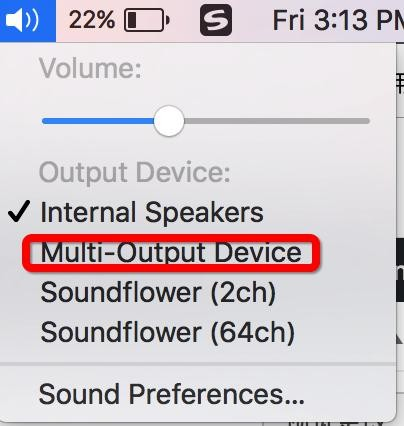 22% Fri 3:13 PM
Volume:
Output Device:
Internal Speakers
Multi-Output Device
Soundflower (2ch)
Soundflower (64ch)
Sound Preferences...